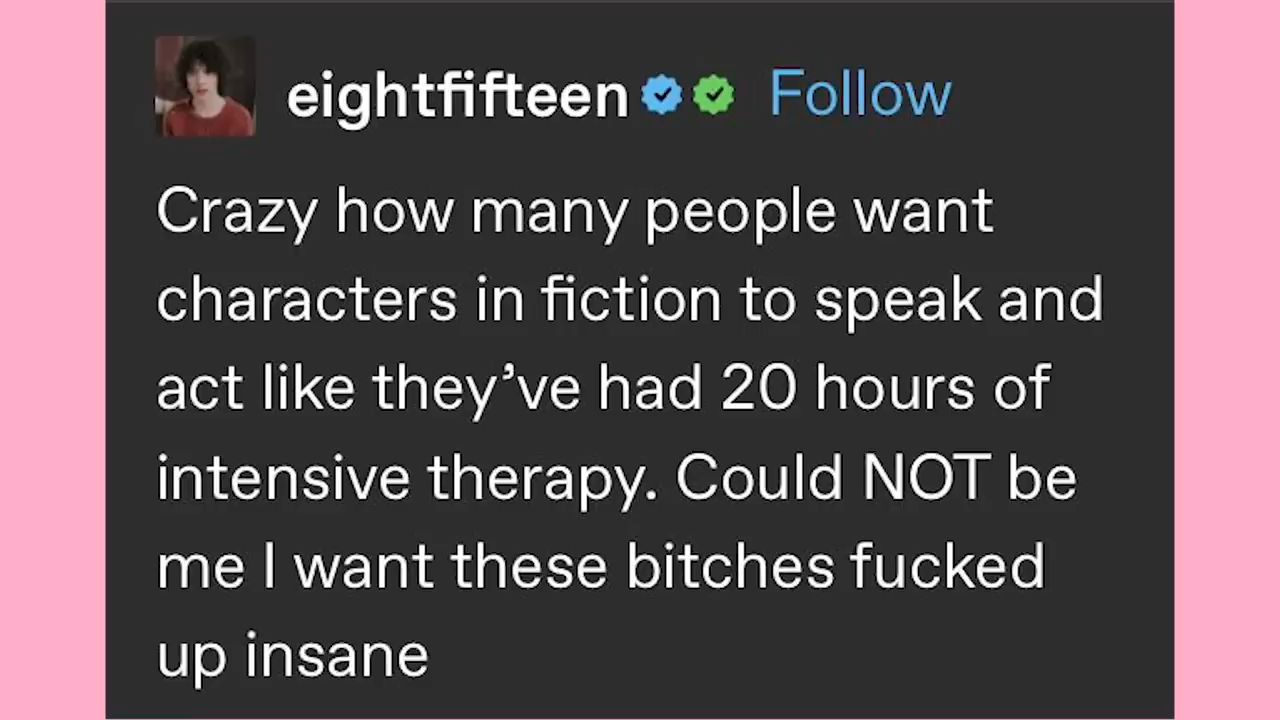 eightfifteen Follow
Crazy how many people want
characters in fiction to speak and
act like they’ve had 20 hours of
intensive therapy. Could NOT be
me I want these bitches fucked
up insane